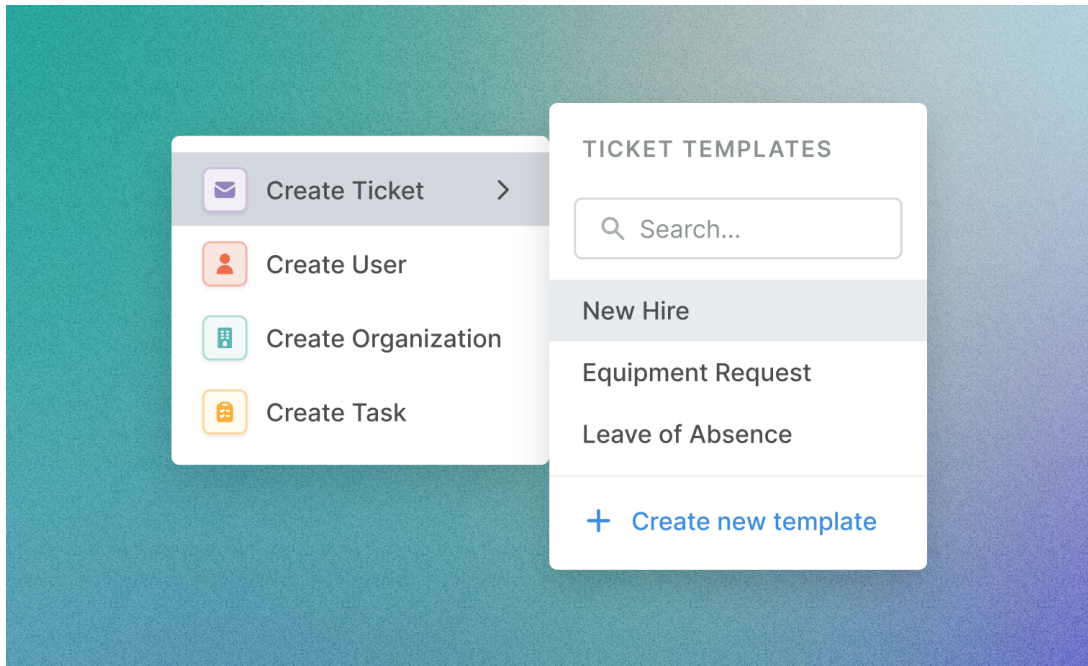 Create Ticket
Create User
Create Organization
Create Task
TICKET TEMPLATES
Search...
New Hire
Equipment Request
Leave of Absence
+ Create new template